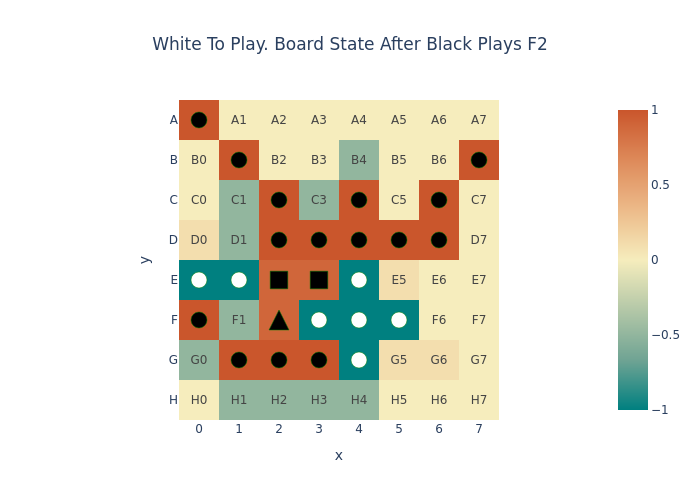 White To Play. Board State After Black Plays F2
A A1 A2 A3 A4 A5 A6 A7
B B0 B2 B3 B4 B5 B6
C C0 C1 C3 C5 C7
D D0 D1 D7
E E5 E6 E7
F F1 F6 F7
G G0 G5 G6 G7
H H0 H1 H2 H3 H4 H5 H6 H7
0 1 2 3 4 5 6 7
x
y
1
0.5
0
−0.5
−1